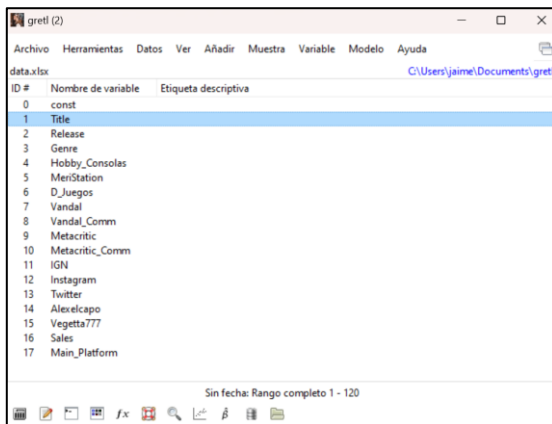 gretl (2)
Archivo Herramientas Datos Ver Añadir Muestra Variable Modelo Ayuda
data.xlsx C:\Users\jaime\Documents\gretl
ID # Nombre de variable Etiqueta descriptiva
0 const
1 Title
2 Release
3 Genre
4 Hobby_Consolas
5 MeriStation
6 D_Juegos
7 Vandal
8 Vandal_Comm
9 Metacritic
10 Metacritic_Comm
11 IGN
12 Instagram
13 Twitter
14 Alexelcapo
15 Vegetta777
16 Sales
17 Main_Platform
Sin fecha: Rango completo 1 - 120
fx β̂